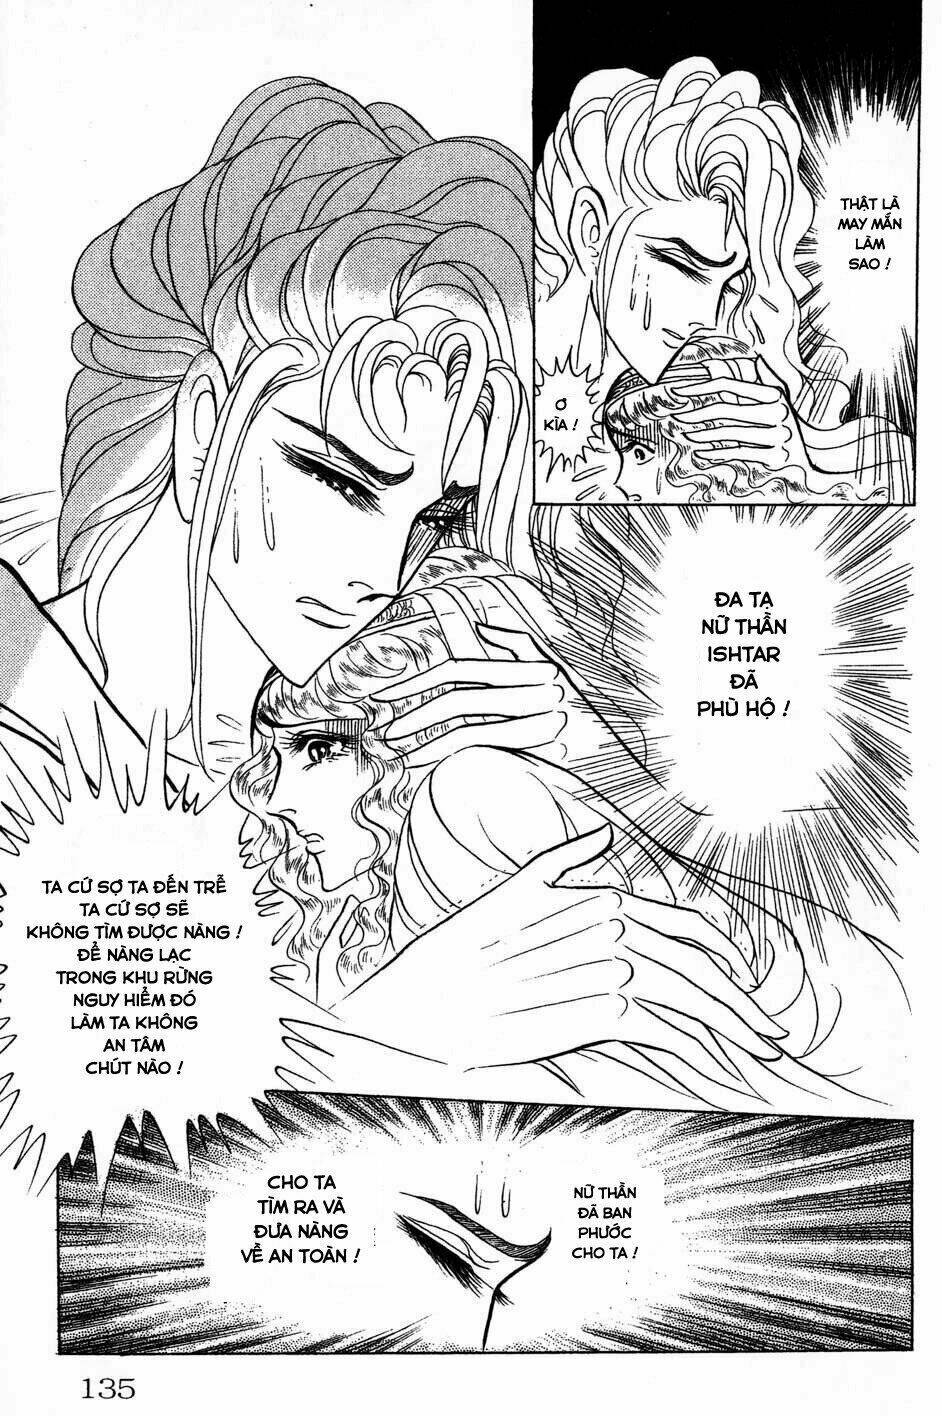 THẬT LÀ
MAY MẮN
LÀM
SAO !
Ơ
KÌA !
ĐA TẠ
NỮ THẦN
ISHTAR
ĐÃ
PHÙ HỘ !
TA CỨ SỢ TA ĐẾN TRỄ
TA CỨ SỢ SẼ
KHÔNG TÌM ĐƯỢC NÀNG !
ĐỂ NÀNG LẠC
TRONG KHU RỪNG
NGUY HIỂM ĐÓ
LÀM TA KHÔNG
AN TÂM
CHÚT NÀO !
NỮ THẦN
ĐÃ BAN
PHƯỚC
CHO TA !
CHO TA
TÌM RA VÀ
ĐƯA NÀNG
VỀ AN TOÀN !
135